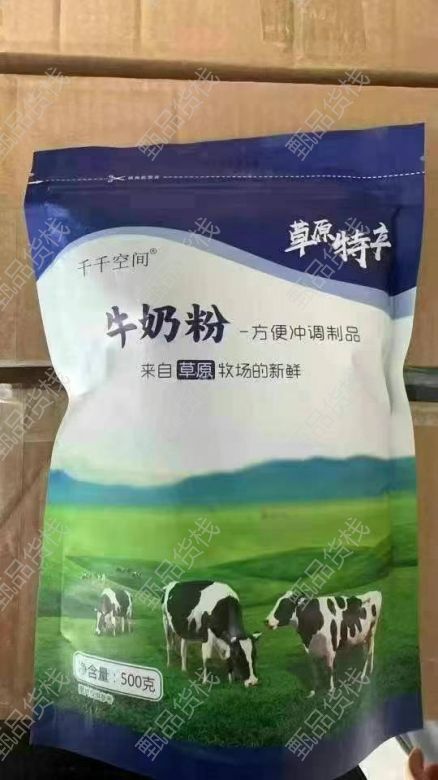 千千空间®
草原特产
牛奶粉-方便冲调制品
来自草原牧场的新鲜
净含量：500克
甄品货栈